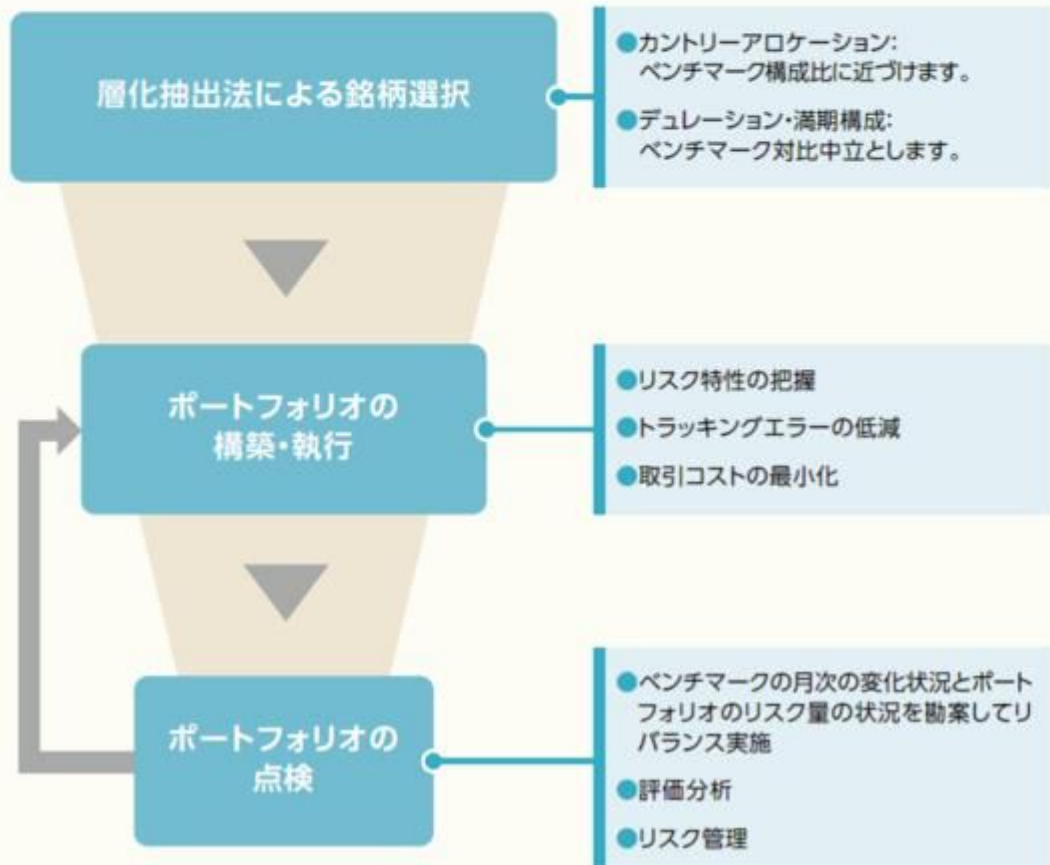 層化抽出法による銘柄選択
●カントリーアロケーション:
ベンチマーク構成比に近づけます。
●デュレーション・満期構成:
ベンチマーク対比中立とします。
ポートフォリオの
構築・執行
●リスク特性の把握
●トラッキングエラーの低減
●取引コストの最小化
ポートフォリオの
点検
●ベンチマークの月次の変化状況とポート
フォリオのリスク量の状況を勘案してリ
バランス実施
●評価分析
●リスク管理